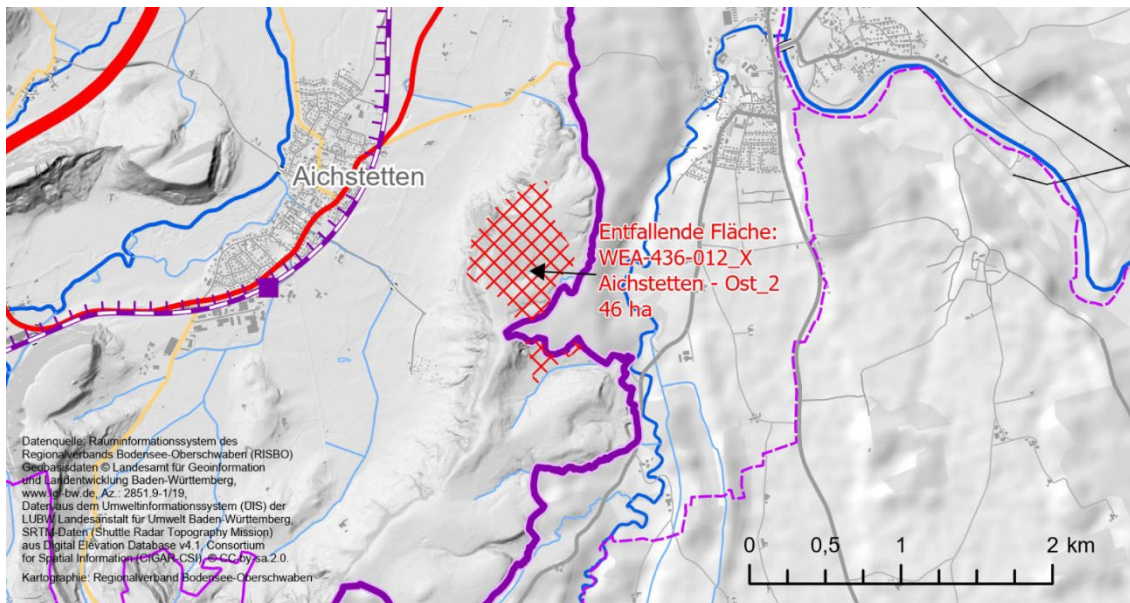 Aichstetten
Entfallende Fläche:
WEA-436-012_X
Aichstetten - Ost_2
46 ha
Datenquelle: Rauminformationssystem des
Regionalverbands Bodensee-Oberschwaben (RISBO)
Geobasisdaten © Landesamt für Geoinformation
und Landentwicklung Baden-Württemberg,
www.lgl-bw.de, Az.: 2851.9-1/19,
Daten aus dem Umweltinformationssystem (UIS) der
LUBW Landesanstalt für Umwelt Baden-Württemberg,
SRTM-Daten (Shuttle Radar Topography Mission)
aus Digital Elevation Database v4.1, Consortium
for Spatial Information (CIGAR-CSI), © CC by-sa 2.0.
Kartographie: Regionalverband Bodensee-Oberschwaben
0 0,5 1 2 km